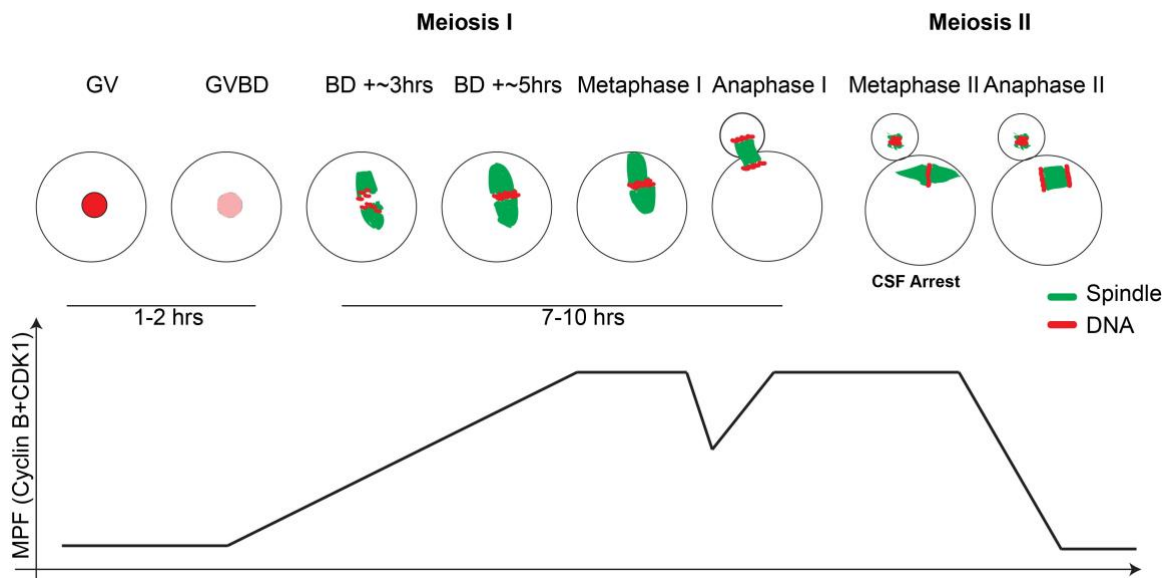 Meiosis I Meiosis II
GV GVBD BD +~3hrs BD +~5hrs Metaphase I Anaphase I Metaphase II Anaphase II
CSF Arrest
Spindle
DNA
1-2 hrs 7-10 hrs
MPF (Cyclin B+CDK1)